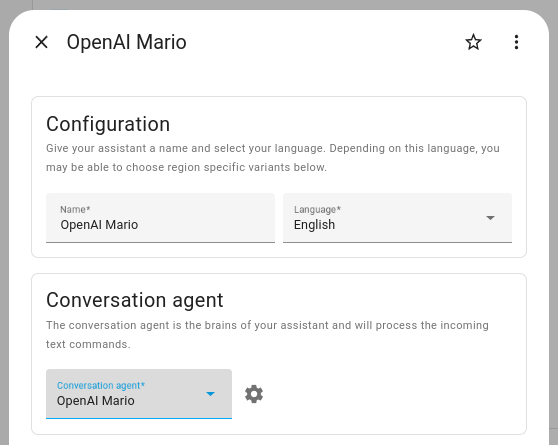 OpenAI Mario
Configuration
Give your assistant a name and select your language. Depending on this language, you
may be able to choose region specific variants below.
Name*
OpenAI Mario
Language*
English
Conversation agent
The conversation agent is the brains of your assistant and will process the incoming
text commands.
Conversation agent*
OpenAI Mario